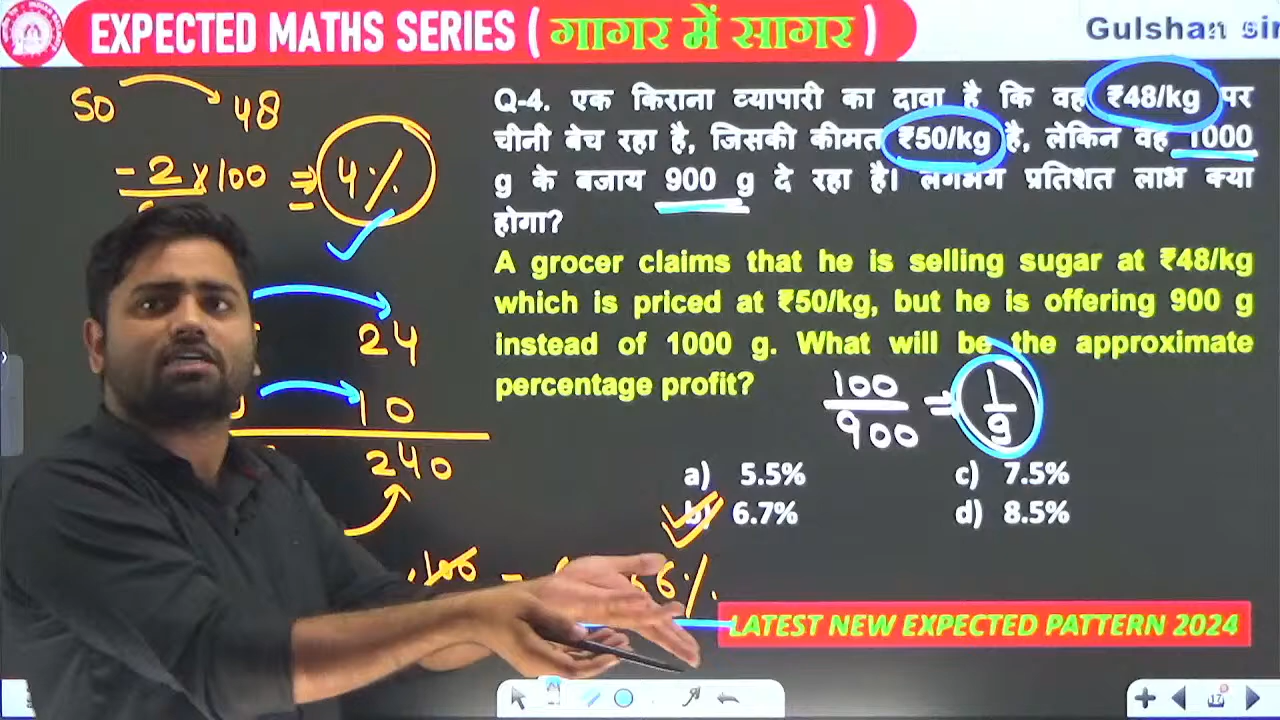 EXPECTED MATHS SERIES ( गागर में सागर )
Q-4. एक किराना व्यापारी का दावा है कि वह ₹48/kg पर
चीनी बेच रहा है, जिसकी कीमत ₹50/kg है, लेकिन वह 1000
g के बजाय 900 g दे रहा है। लगभग प्रतिशत लाभ क्या
होगा?
A grocer claims that he is selling sugar at ₹48/kg
which is priced at ₹50/kg, but he is offering 900 g
instead of 1000 g. What will be the approximate
percentage profit?
a) 5.5%
b) 6.7%
c) 7.5%
d) 8.5%
50 48
-2 x 100 => 4%
24
10
240
100
900
=> 1
9
LATEST NEW EXPECTED PATTERN 2024
17